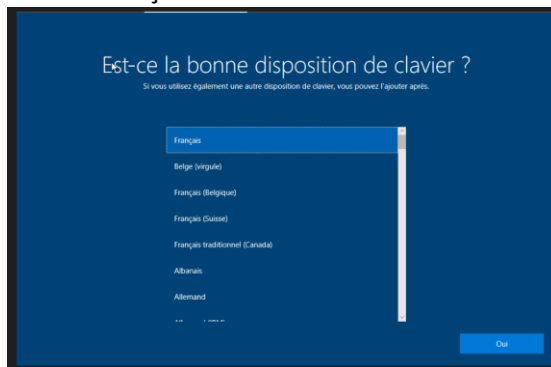 Est-ce la bonne disposition de clavier ?
Si vous utilisez également une autre disposition de clavier, vous pouvez l'ajouter après.
Français
Belge (virgule)
Français (Belgique)
Français (Suisse)
Français traditionnel (Canada)
Albanais
Allemand
Oui